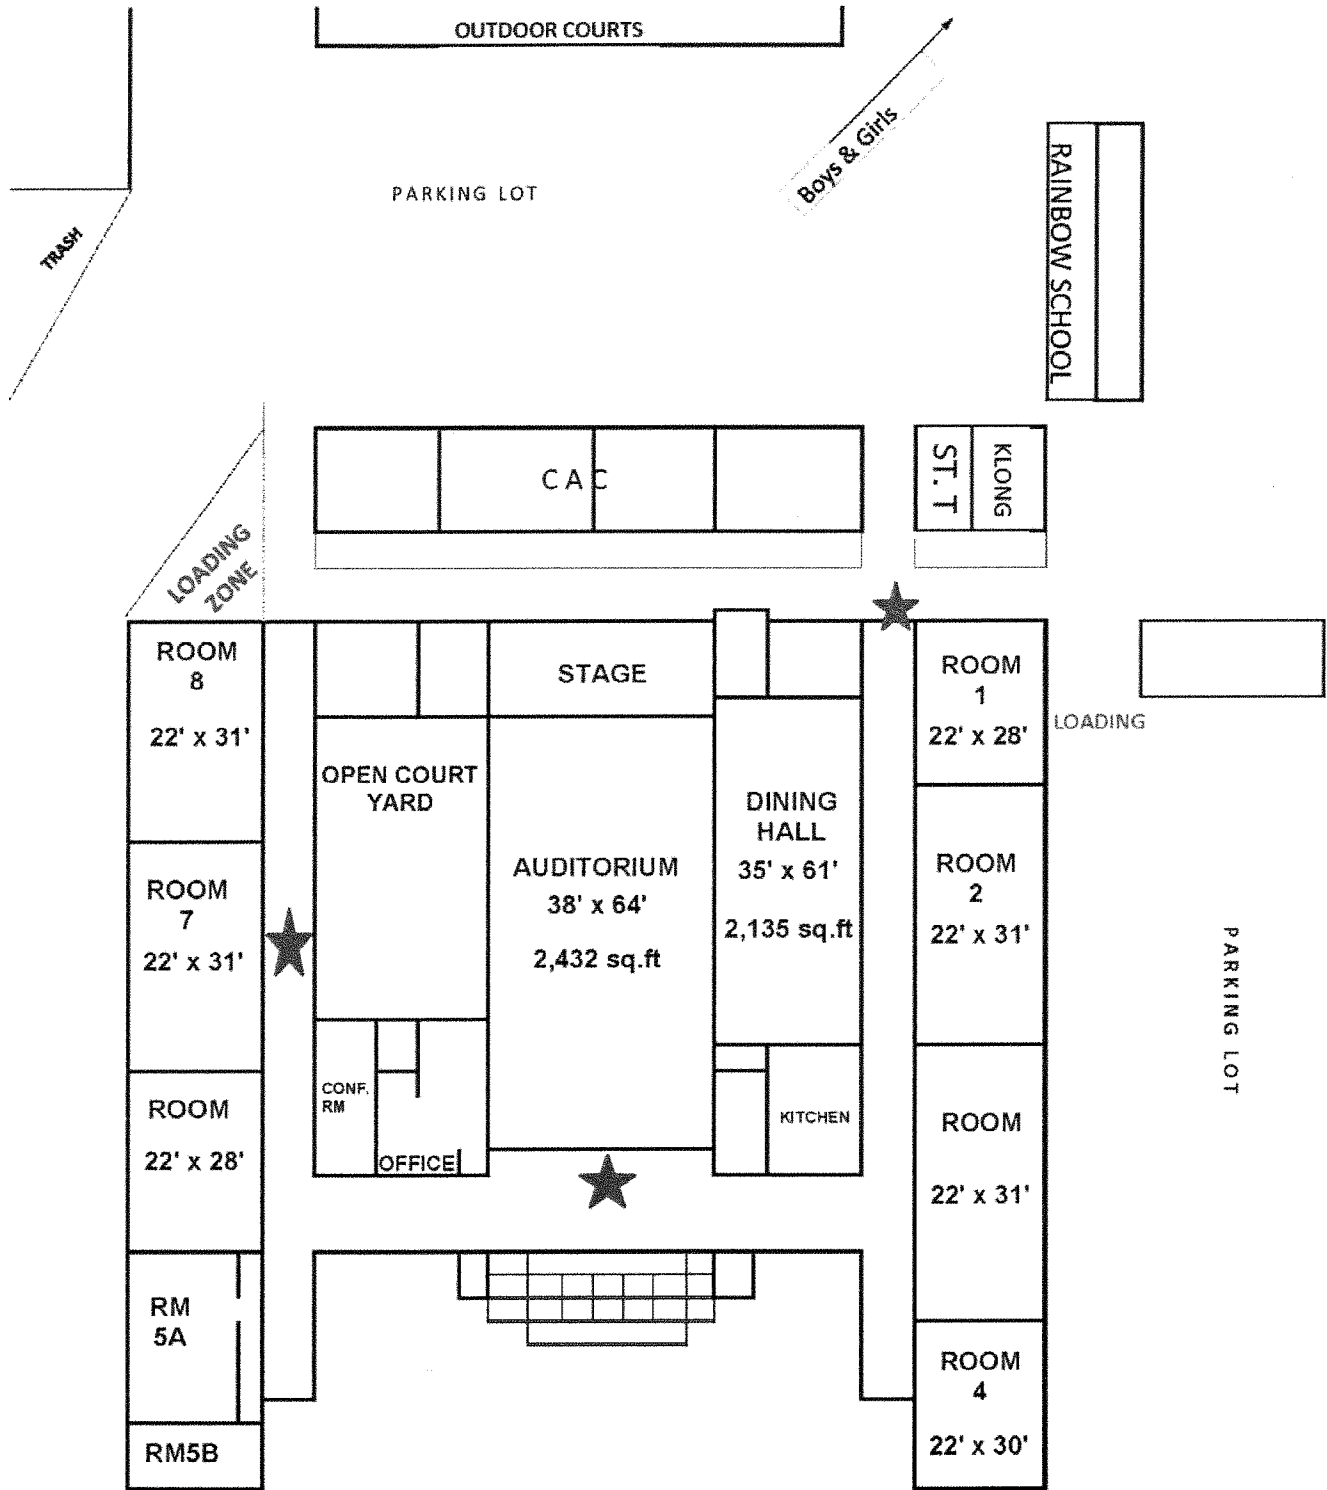 OUTDOOR COURTS
Boys & Girls
PARKING LOT
RAINBOW SCHOOL
TRASH
C A C
ST. T
KLONG
LOADING
ZONE
ROOM
8
22' x 31'
STAGE
ROOM
1
22' x 28'
LOADING
OPEN COURT
YARD
DINING
HALL
35' x 61'
2,135 sq.ft
AUDITORIUM
38' x 64'
2,432 sq.ft
ROOM
2
22' x 31'
ROOM
7
22' x 31'
PARKING LOT
CONF.
RM
OFFICE
KITCHEN
ROOM
22' x 28'
ROOM
22' x 31'
RM
5A
RM5B
ROOM
4
22' x 30'